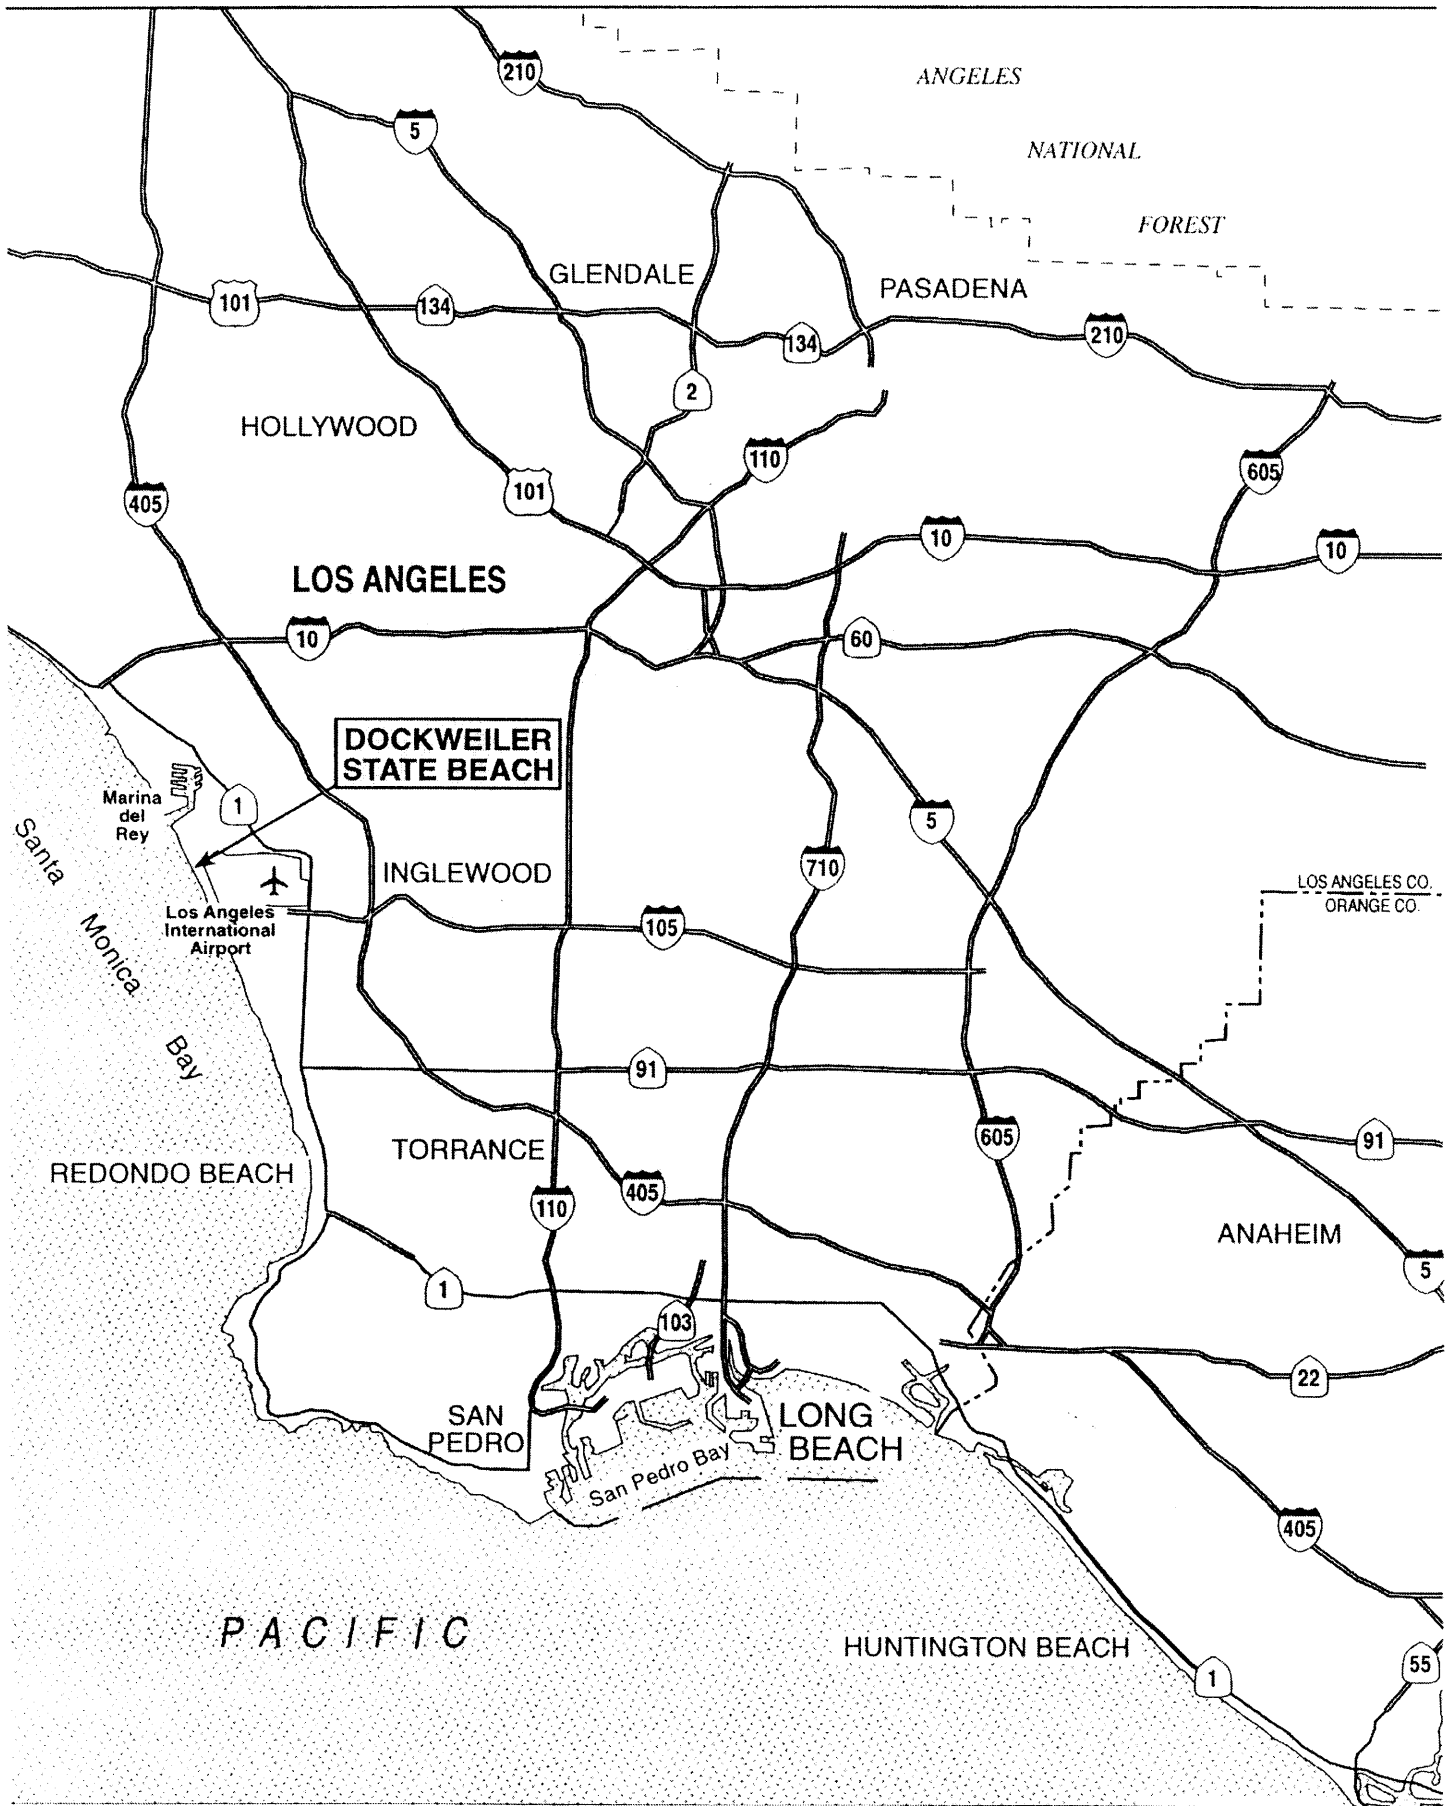 210
ANGELES
5
NATIONAL
FOREST
GLENDALE
PASADENA
101
134
134
210
2
HOLLYWOOD
110
605
101
405
10
10
LOS ANGELES
10
60
DOCKWEILER
STATE BEACH
Marina
del
Rey
1
5
Santa
Monica
Bay
710
INGLEWOOD
LOS ANGELES CO.
ORANGE CO.
Los Angeles
International
Airport
105
91
605
91
TORRANCE
REDONDO BEACH
405
110
ANAHEIM
5
1
103
22
SAN
PEDRO
LONG
BEACH
San Pedro Bay
405
PACIFIC
HUNTINGTON BEACH
55
1